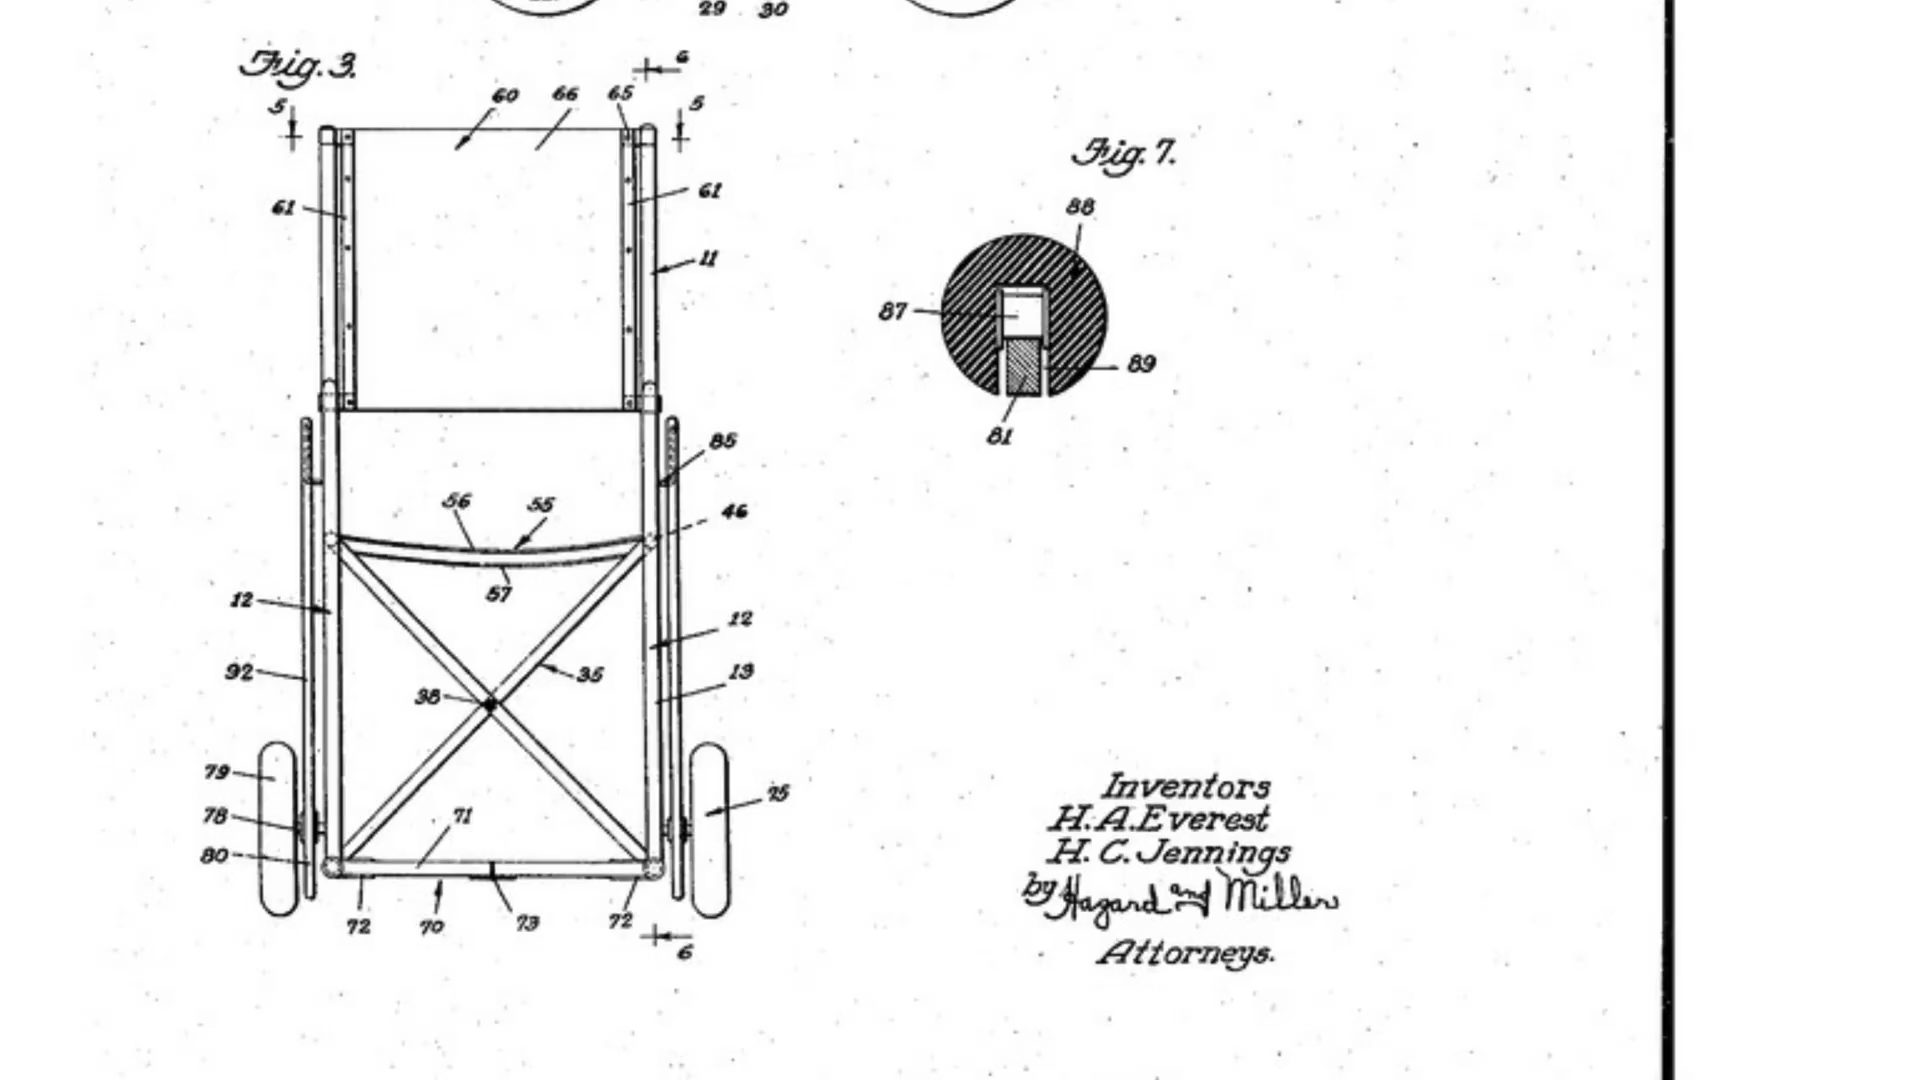 29 30
Fig. 3.
6
5 60 66 65 5
61 61
11
Fig. 7.
88
87
89
81
85
56 55 46
57
12 12
92 35 13
38
79
78 71 25
80
72 70 73 72
6
Inventors
H. A. Everest
H. C. Jennings
by Hazard and Miller
Attorneys.